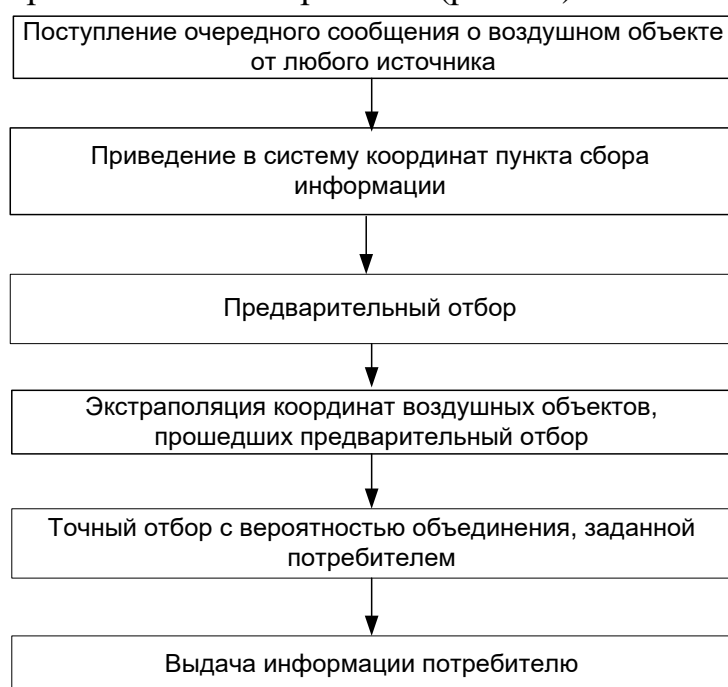 Поступление очередного сообщения о воздушном объекте
от любого источника
Приведение в систему координат пункта сбора
информации
Предварительный отбор
Экстраполяция координат воздушных объектов,
прошедших предварительный отбор
Точный отбор с вероятностью объединения, заданной
потребителем
Выдача информации потребителю